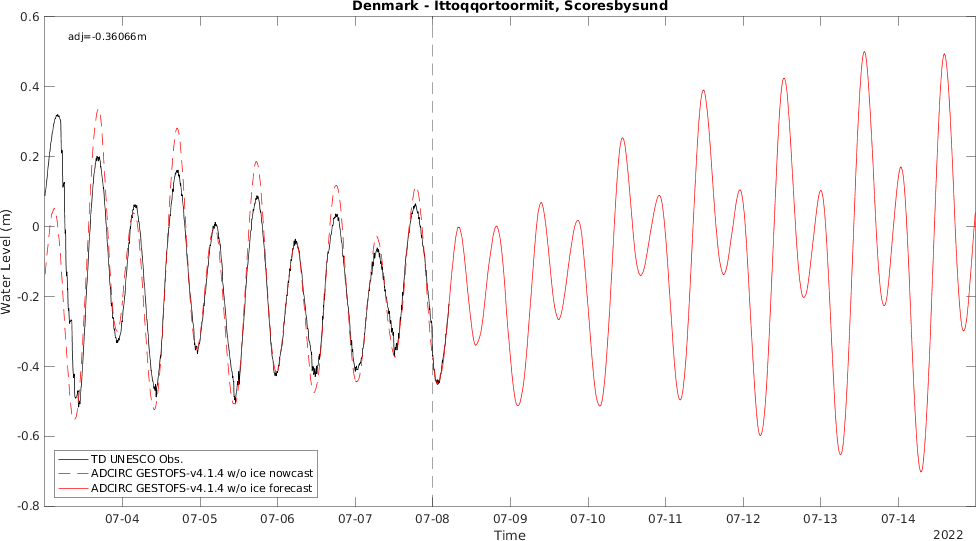 Denmark - Ittoqqortoormiit, Scoresbysund
adj=-0.36066m
0.6
0.4
0.2
0
-0.2
-0.4
-0.6
-0.8
Water Level (m)
TD UNESCO Obs.
ADCIRC GESTOFS-v4.1.4 w/o ice nowcast
ADCIRC GESTOFS-v4.1.4 w/o ice forecast
07-04 07-05 07-06 07-07 07-08 07-09 07-10 07-11 07-12 07-13 07-14
Time
2022